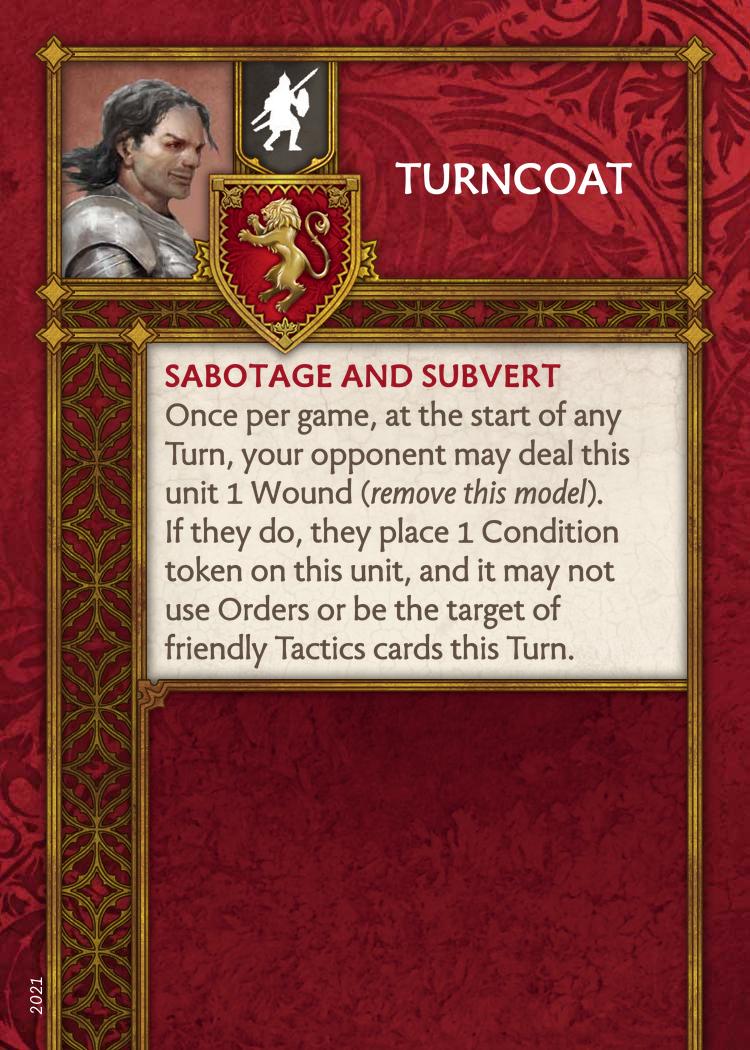 TURNCOAT
SABOTAGE AND SUBVERT
Once per game, at the start of any
Turn, your opponent may deal this
unit 1 Wound (remove this model).
If they do, they place 1 Condition
token on this unit, and it may not
use Orders or be the target of
friendly Tactics cards this Turn.
2021